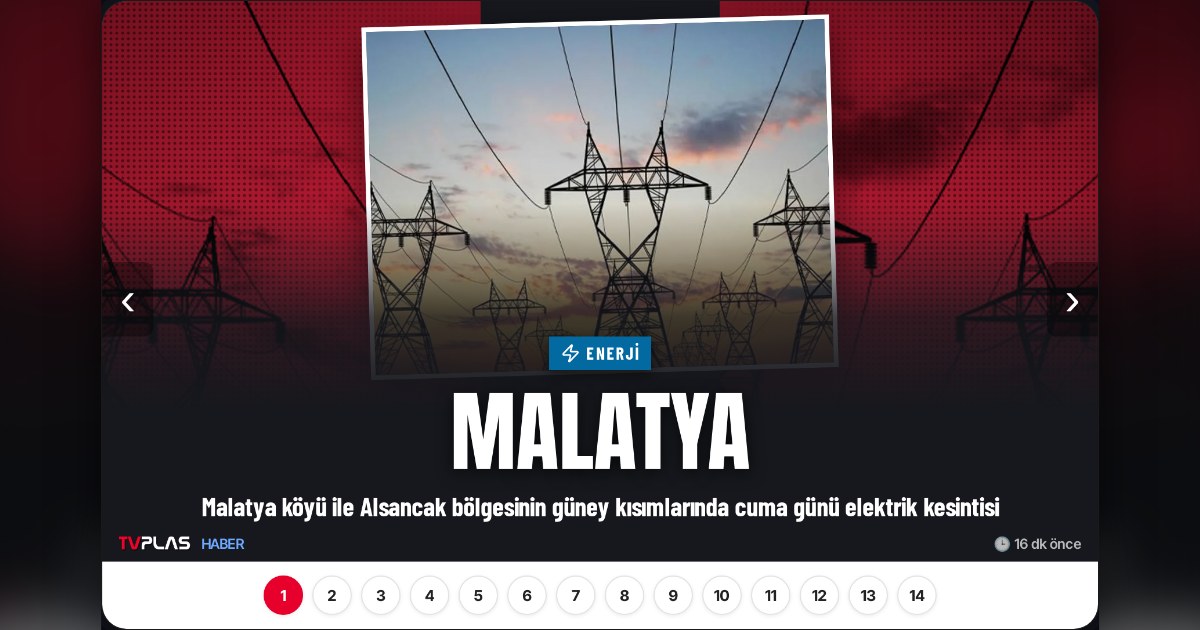 ENERJİ
MALATYA
Malatya köyü ile Alsancak bölgesinin güney kısımlarında cuma günü elektrik kesintisi
TVPLAS HABER
16 dk önce
1 2 3 4 5 6 7 8 9 10 11 12 13 14